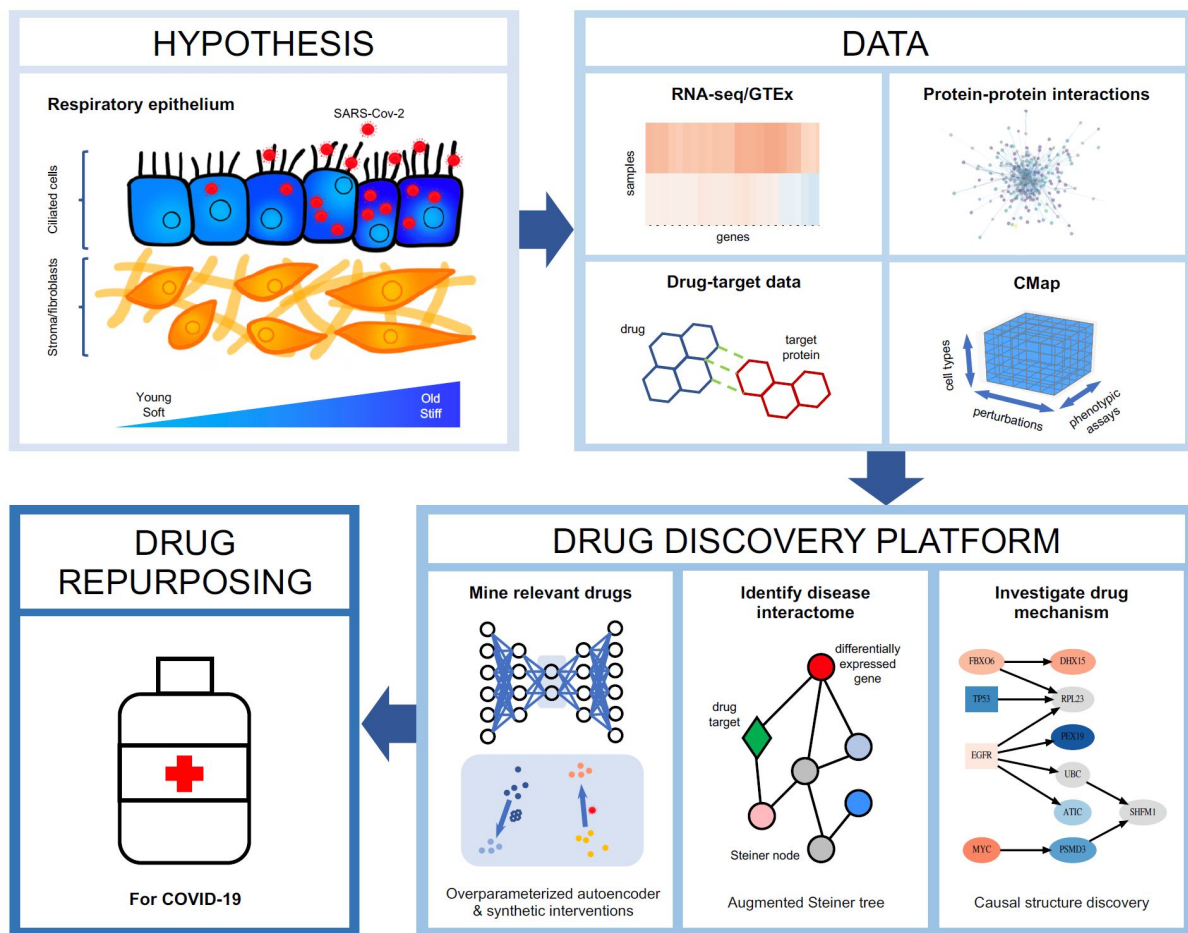 HYPOTHESIS
Respiratory epithelium
SARS-Cov-2
Ciliated cells
Stroma/fibroblasts
Young
Soft
Old
Stiff
DATA
RNA-seq/GTEx
samples
genes
Protein-protein interactions
Drug-target data
drug
target
protein
CMap
cell types
perturbations
phenotypic
assays
DRUG DISCOVERY PLATFORM
Mine relevant drugs
Overparameterized autoencoder
& synthetic interventions
Identify disease
interactome
differentially
expressed
gene
drug
target
Steiner node
Augmented Steiner tree
Investigate drug
mechanism
FBXO6
DHX15
TP53
RPL23
PEX19
EGFR
UBC
ATIC
SHFM1
MYC
PSMD3
Causal structure discovery
DRUG
REPURPOSING
For COVID-19